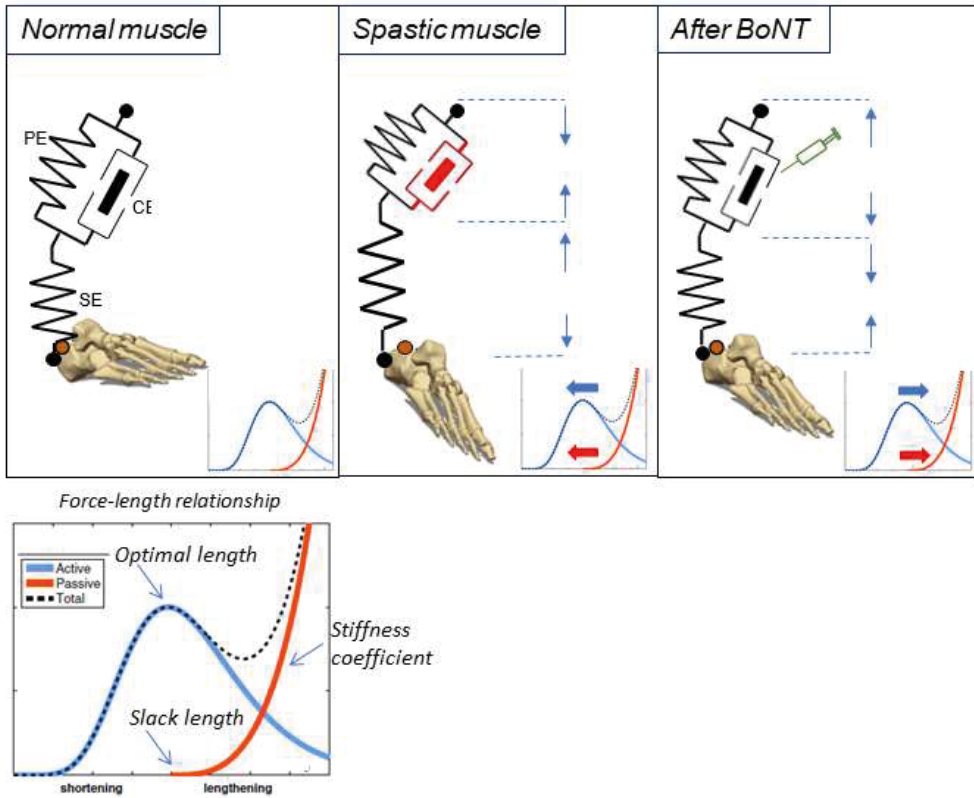 Normal muscle
Spastic muscle
After BoNT
PE
CE
SE
Force-length relationship
Optimal length
Active
Passive
Total
Stiffness
coefficient
Slack length
shortening
lengthening